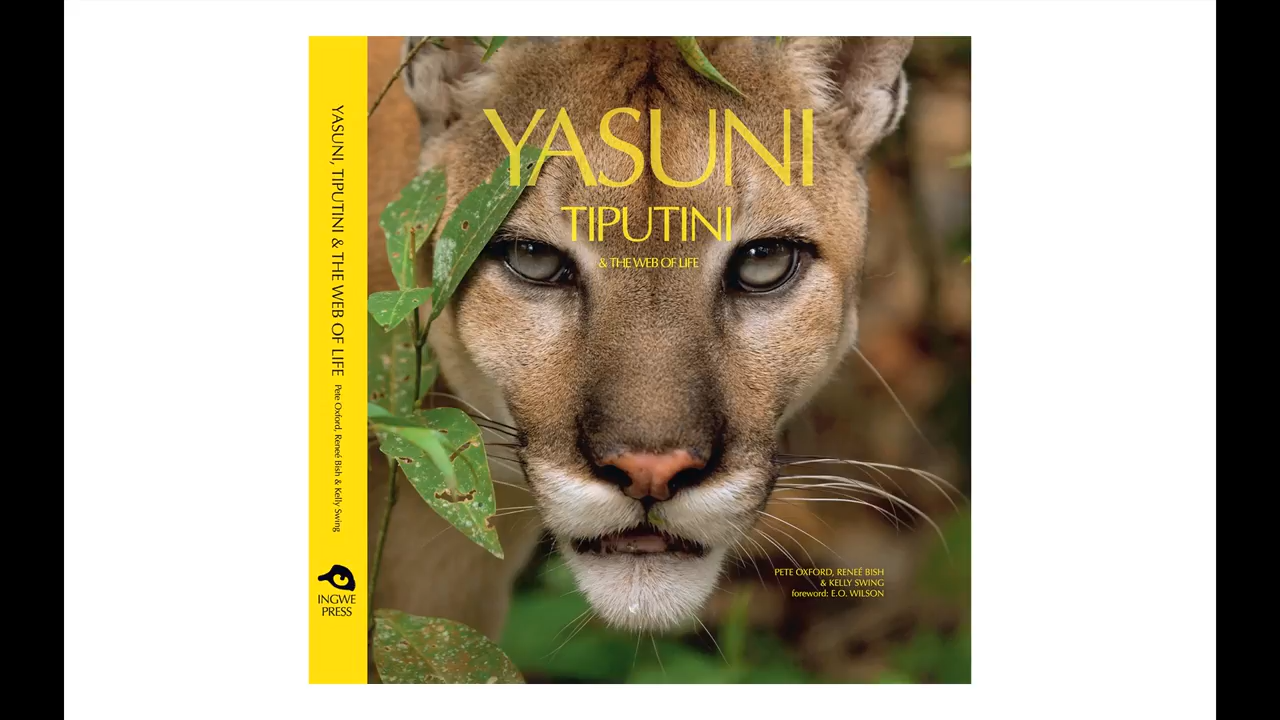 YASUNI, TIPUTINI & THE WEB OF LIFE Pete Oxford, Reneé Bish & Kelly Swing
INGWE
PRESS
YASUNI
TIPUTINI
& THE WEB OF LIFE
PETE OXFORD, RENEÉ BISH
& KELLY SWING
foreword: E.O. WILSON